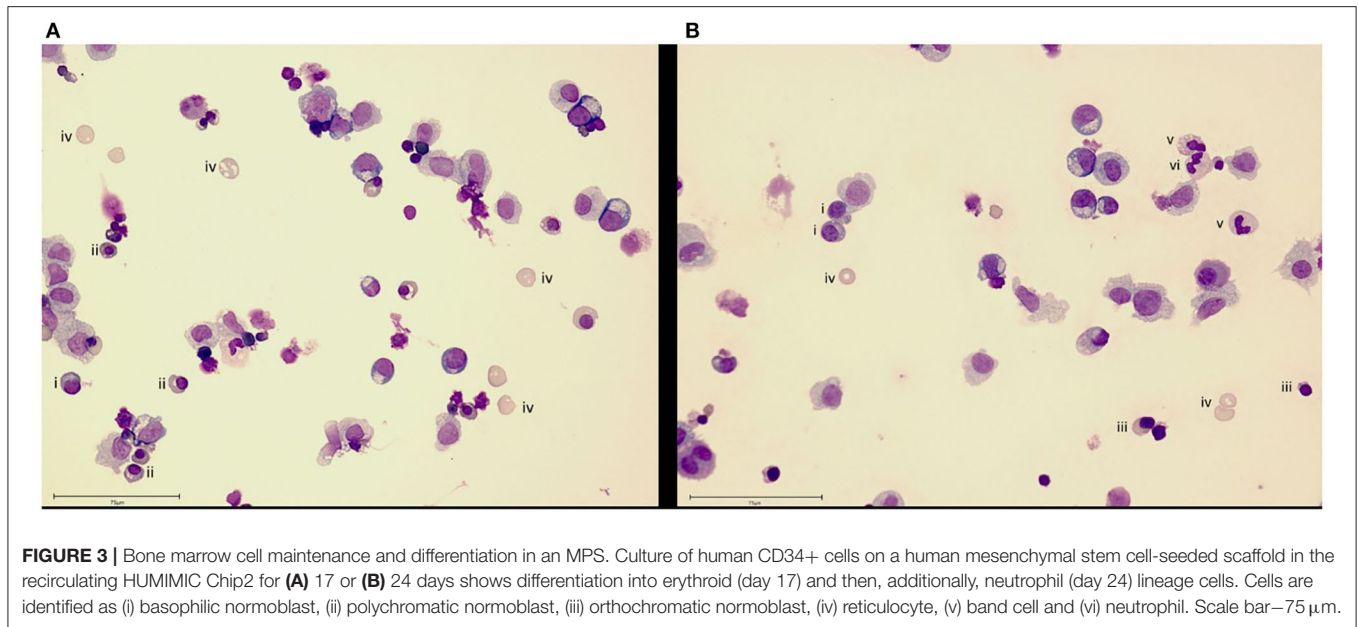 A
B
iv
iv
v
vi
i
i
ii
v
iv
iv
i
ii
iv
iii
iv
iii
ii
75μm
75μm
FIGURE 3 | Bone marrow cell maintenance and differentiation in an MPS. Culture of human CD34+ cells on a human mesenchymal stem cell-seeded scaffold in the
recirculating HUMIMIC Chip2 for (A) 17 or (B) 24 days shows differentiation into erythroid (day 17) and then, additionally, neutrophil (day 24) lineage cells. Cells are
identified as (i) basophilic normoblast, (ii) polychromatic normoblast, (iii) orthochromatic normoblast, (iv) reticulocyte, (v) band cell and (vi) neutrophil. Scale bar−75 μm.